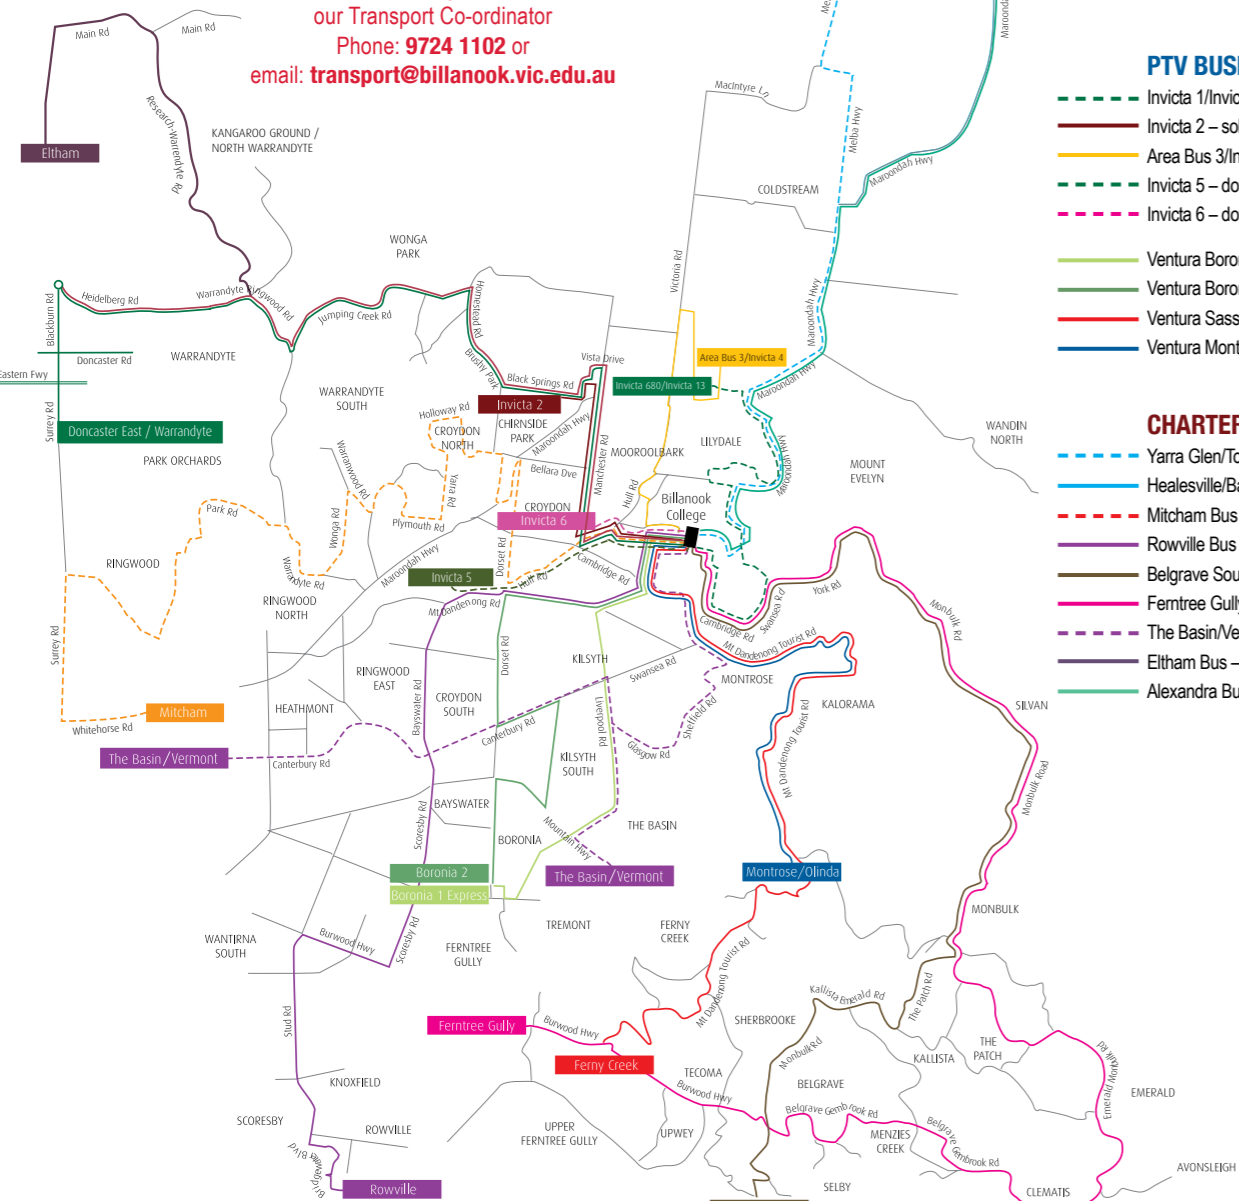 our Transport Co-ordinator
Phone: 9724 1102 or
email: transport@billanook.vic.edu.au
Main Rd
Main Rd
Research-Warrandyte Rd
Eltham
KANGAROO GROUND /
NORTH WARRANDYTE
MacIntyre Ln
Melba Hwy
Maroondah Hwy
COLDSTREAM
WONGA
PARK
Victoria Rd
Blackburn Rd
Heidelberg Rd
Warrandyte Ringwood Rd
Jumping Creek Rd
Homestead Rd
Maroondah Hwy
Doncaster Rd
WARRANDYTE
Eastern Fwy
Brushy Park
Vista Drive
Black Springs Rd
Area Bus 3/Invicta 4
Invicta 680/Invicta 13
Maroondah Hwy
Surrey Rd
WARRANDYTE
SOUTH
Invicta 2
Holloway Rd
CROYDON
NORTH
CHIRNSIDE
PARK
Maroondah Hwy
Doncaster East / Warrandyte
PARK ORCHARDS
Warranwood Rd
Bellara Dve
Manchester Rd
MOOROOLBARK
LILYDALE
Maroondah Hwy
MOUNT
EVELYN
WANDIN
NORTH
Park Rd
Wonga Rd
Yarra Rd
Plymouth Rd
CROYDON
Invicta 6
Hull Rd
Billanook
College
RINGWOOD
Warrandyte Rd
Maroondah Hwy
Dorset Rd
Invicta 5
Hull Rd
Cambridge Rd
RINGWOOD
NORTH
Mt Dandenong Rd
Cambridge Rd
Swansea Rd
York Rd
Monbulk Rd
Surrey Rd
RINGWOOD
EAST
Bayswater Rd
CROYDON
SOUTH
Dorset Rd
KILSYTH
Swansea Rd
Mt Dandenong Tourist Rd
MONTROSE
KALORAMA
SILVAN
Mitcham
Whitehorse Rd
HEATHMONT
The Basin/Vermont
Canterbury Rd
Canterbury Rd
Liverpool Rd
Glasgow Rd
Sheffield Rd
Mt Dandenong Tourist Rd
KILSYTH
SOUTH
Monbulk Road
Scoresby Rd
BAYSWATER
Mountain Hwy
THE BASIN
BORONIA
Boronia 2
Boronia 1 Express
The Basin/Vermont
Montrose/Olinda
MONBULK
WANTIRNA
SOUTH
Burwood Hwy
Scoresby Rd
FERNTREE
GULLY
TREMONT
FERNY
CREEK
Mt Dandenong Tourist Rd
Kallista Emerald Rd
The Patch Rd
Stud Rd
Ferntree Gully
Burwood Hwy
SHERBROOKE
Monbulk Rd
KALLISTA
THE
PATCH
Emerald Monbulk Rd
Ferny Creek
TECOMA
Burwood Hwy
BELGRAVE
EMERALD
KNOXFIELD
SCORESBY
ROWVILLE
UPPER
FERNTREE GULLY
UPWEY
Belgrave Gembrook Rd
MENZIES
CREEK
Belgrave Gembrook Rd
AVONSLEIGH
Bridgewater Blvd
Rowville
SELBY
CLEMATIS
PTV BUS
Invicta 1/Invic
Invicta 2 – so
Area Bus 3/In
Invicta 5 – do
Invicta 6 – do
Ventura Boro
Ventura Boro
Ventura Sass
Ventura Mont
CHARTER
Yarra Glen/To
Healesville/Ba
Mitcham Bus
Rowville Bus
Belgrave Sou
Ferntree Gully
The Basin/Ve
Eltham Bus –
Alexandra Bu